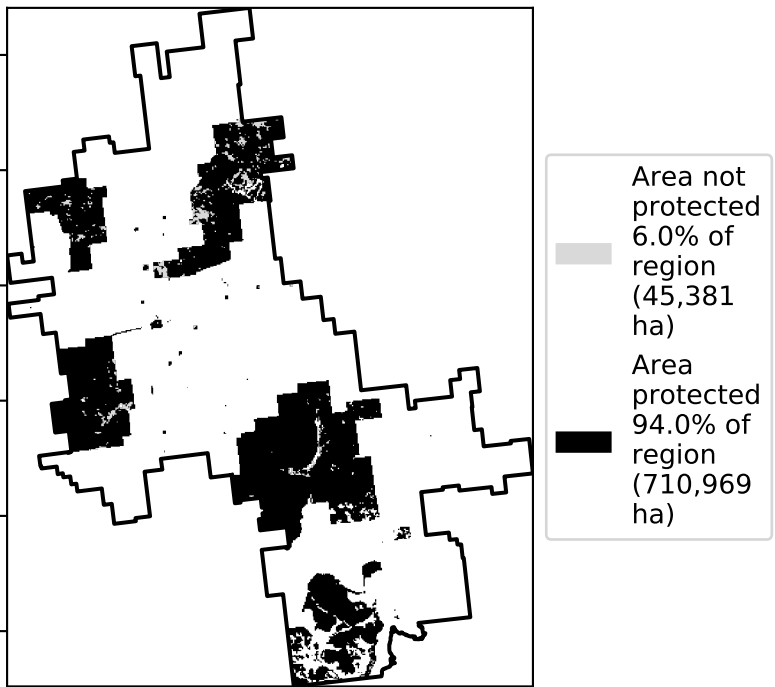 Area not
protected
6.0% of
region
(45,381
ha)
Area
protected
94.0% of
region
(710,969
ha)